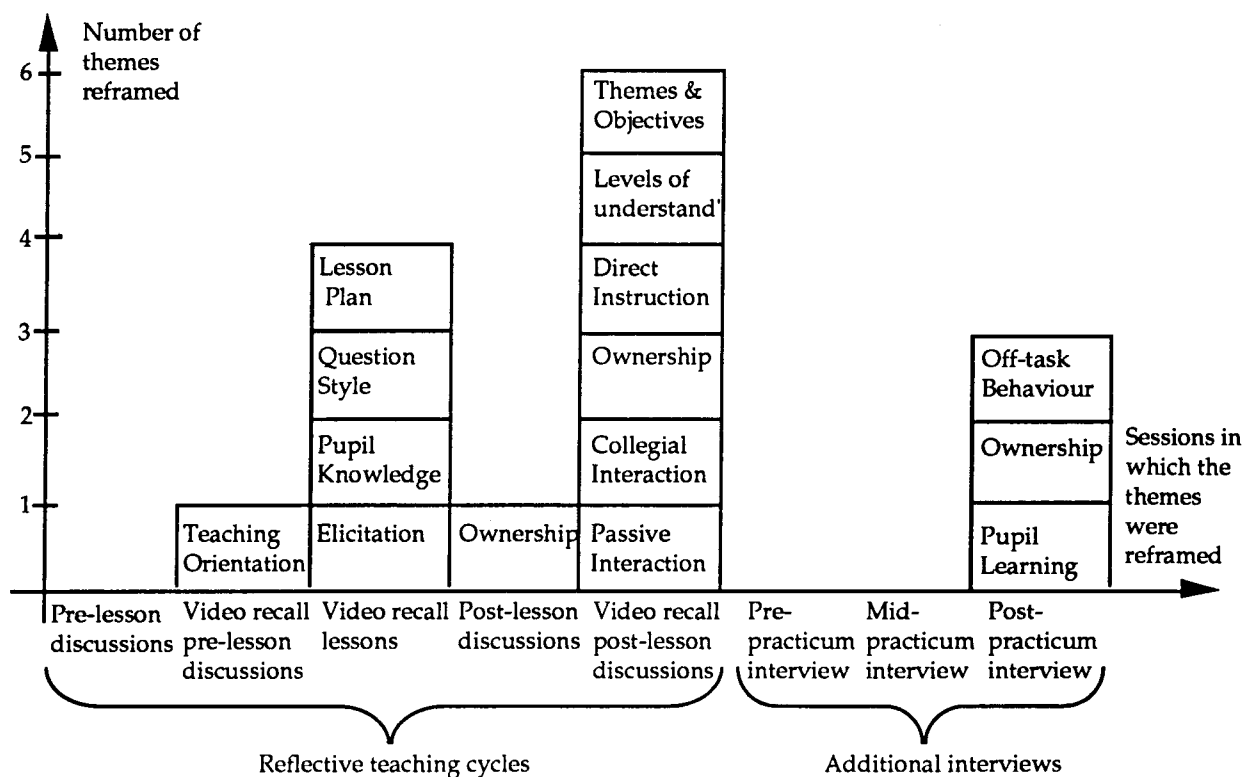 Number of
themes
reframed
6
5
4
3
2
1
Themes &
Objectives
Levels of
understand'
Direct
Instruction
Ownership
Collegial
Interaction
Passive
Interaction
Lesson
Plan
Question
Style
Pupil
Knowledge
Elicitation
Teaching
Orientation
Ownership
Off-task
Behaviour
Ownership
Pupil
Learning
Sessions in
which the
themes
were
reframed
Pre-lesson
discussions
Video recall
pre-lesson
discussions
Video recall
lessons
Post-lesson
discussions
Video recall
post-lesson
discussions
Pre-
practicum
interview
Mid-
practicum
interview
Post-
practicum
interview
Reflective teaching cycles
Additional interviews